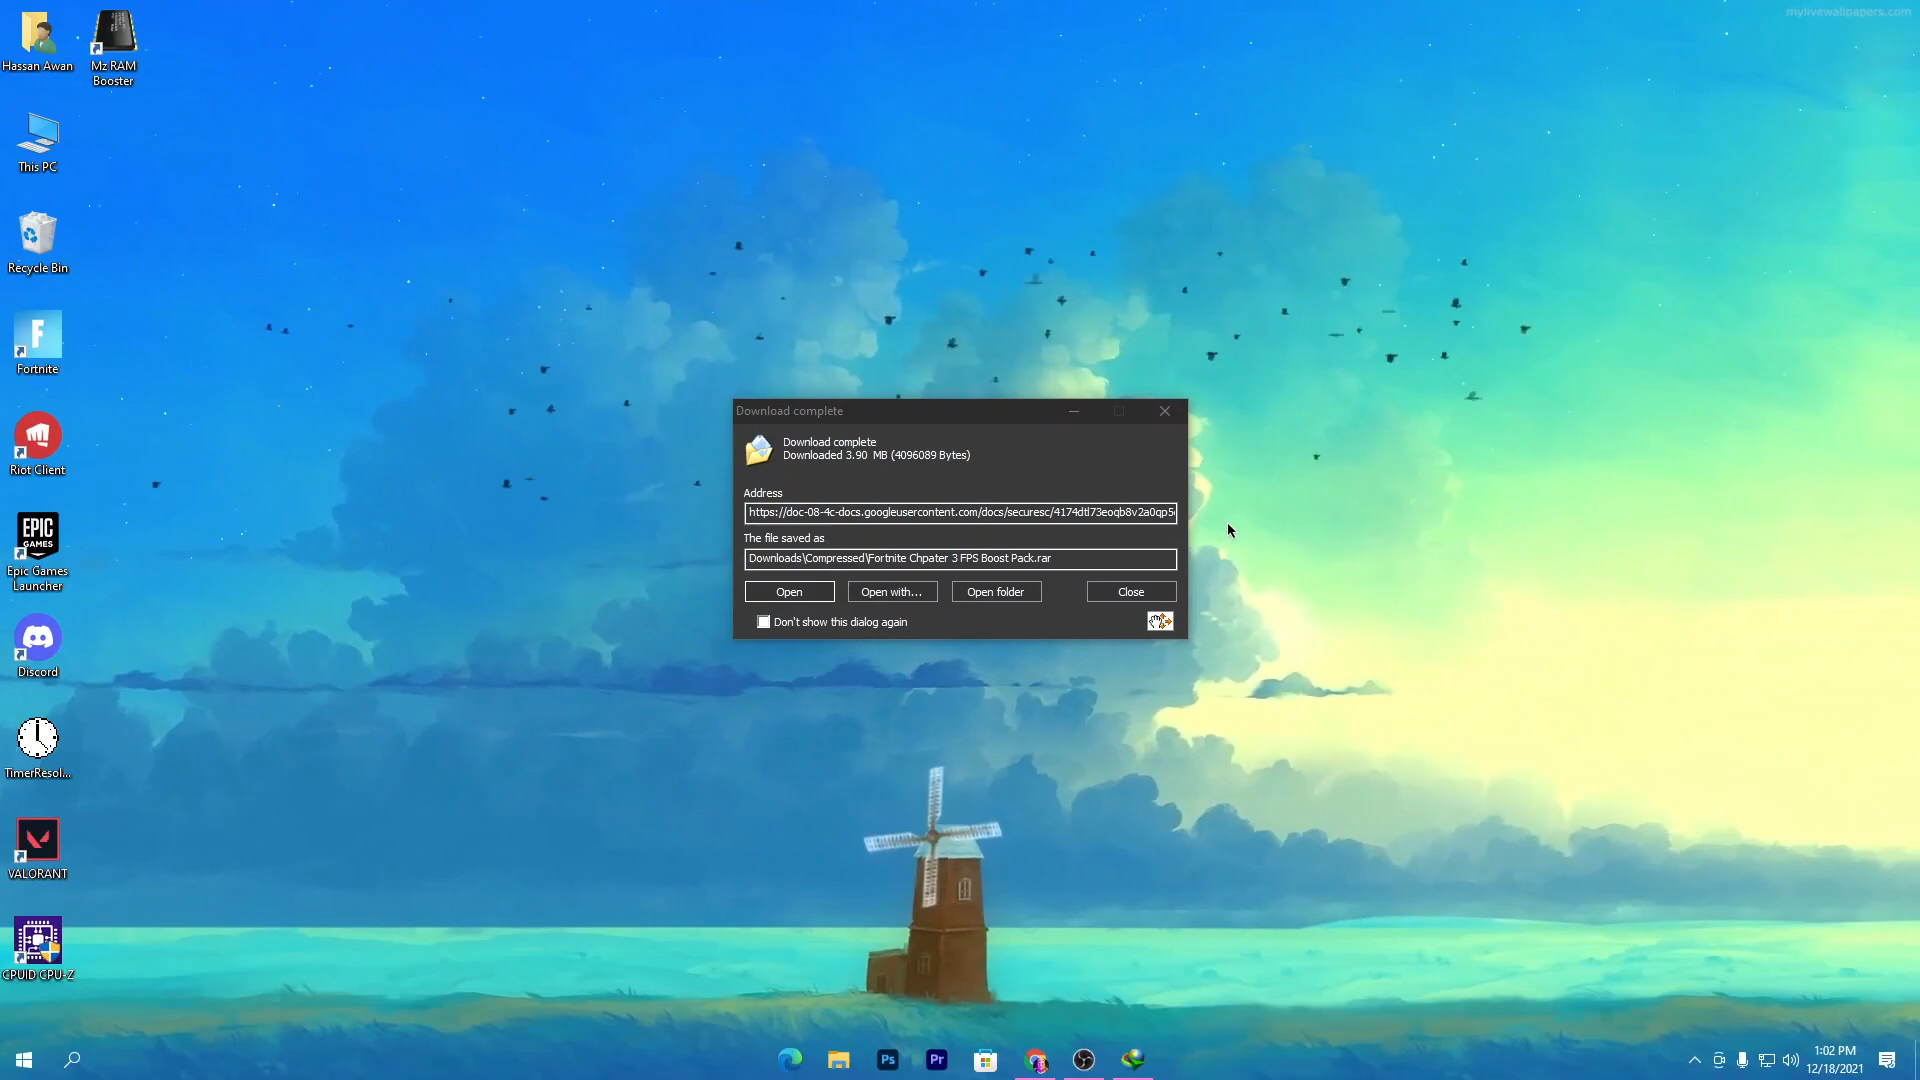 mylivewallpapers.com
Hassan Awan
Mz RAM
Booster
This PC
Recycle Bin
Fortnite
Riot Client
EPIC
GAMES
Epic Games
Launcher
Discord
TimerResol...
VALORANT
CPUID CPU-Z
Download complete
Download complete
Downloaded 3.90 MB (4096089 Bytes)
Address
https://doc-08-4c-docs.googleusercontent.com/docs/securesc/4174dtl73eoqb8v2a0qp5
The file saved as
Downloads\Compressed\Fortnite Chpater 3 FPS Boost Pack.rar
Open
Open with...
Open folder
Close
Don't show this dialog again
Ps
Pr
1:02 PM
12/18/2021